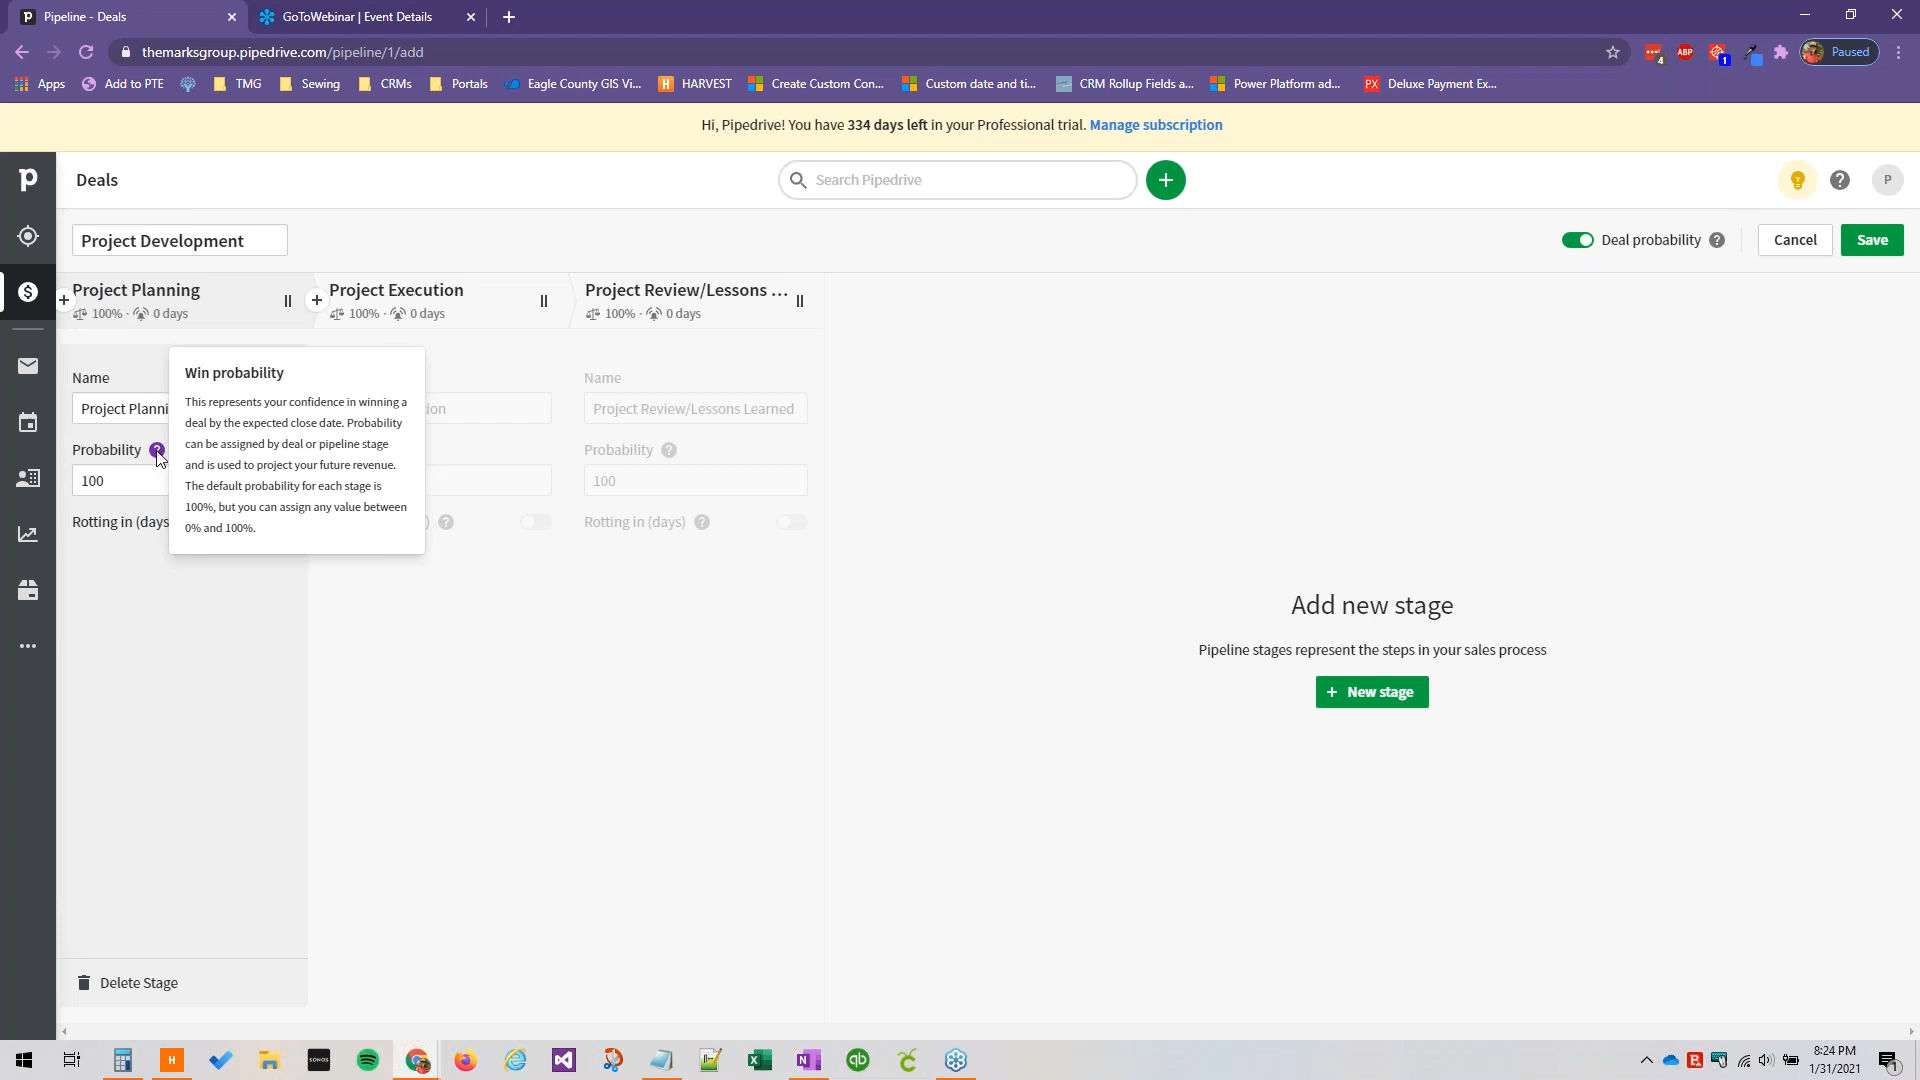 Pipeline - Deals
GoToWebinar | Event Details
themarksgroup.pipedrive.com/pipeline/1/add
4
ABP
1
Paused
Apps
Add to PTE
TMG
Sewing
CRMs
Portals
Eagle County GIS Vi...
H HARVEST
Create Custom Con...
Custom date and ti...
CRM Rollup Fields a...
Power Platform ad...
PX Deluxe Payment Ex...
Hi, Pipedrive! You have 334 days left in your Professional trial. Manage subscription
Deals
Search Pipedrive
P
Project Development
Deal probability
Cancel
Save
Project Planning
100% · 0 days
Project Execution
100% · 0 days
Project Review/Lessons ...
100% · 0 days
Name
Project Planni
Probability
100
Rotting in (days
Win probability
This represents your confidence in winning a
deal by the expected close date. Probability
can be assigned by deal or pipeline stage
and is used to project your future revenue.
The default probability for each stage is
100%, but you can assign any value between
0% and 100%.
ion
)
Name
Project Review/Lessons Learned
Probability
100
Rotting in (days)
Add new stage
Pipeline stages represent the steps in your sales process
+ New stage
Delete Stage
H
SONOS
N
qb
8:24 PM
1/31/2021
1